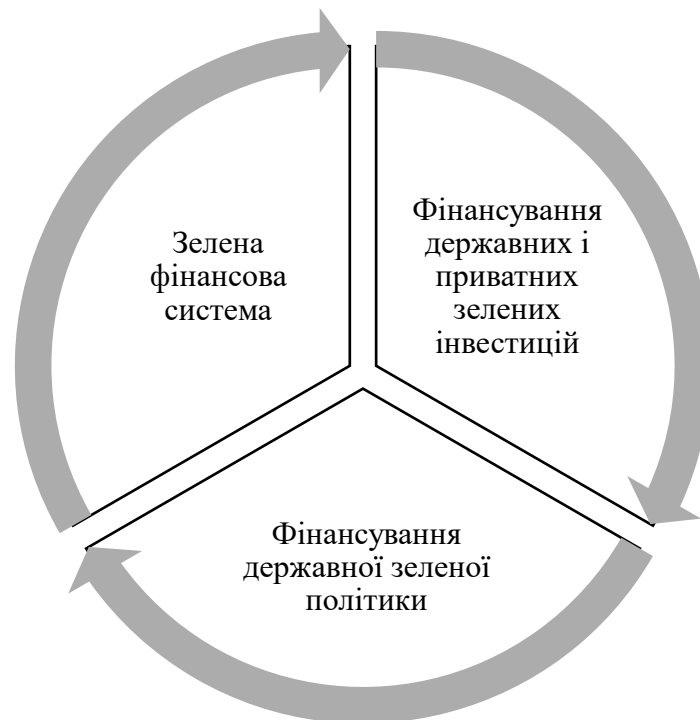 Зелена
фінансова
система
Фінансування
державних і
приватних
зелених
інвестицій
Фінансування
державної зеленої
політики